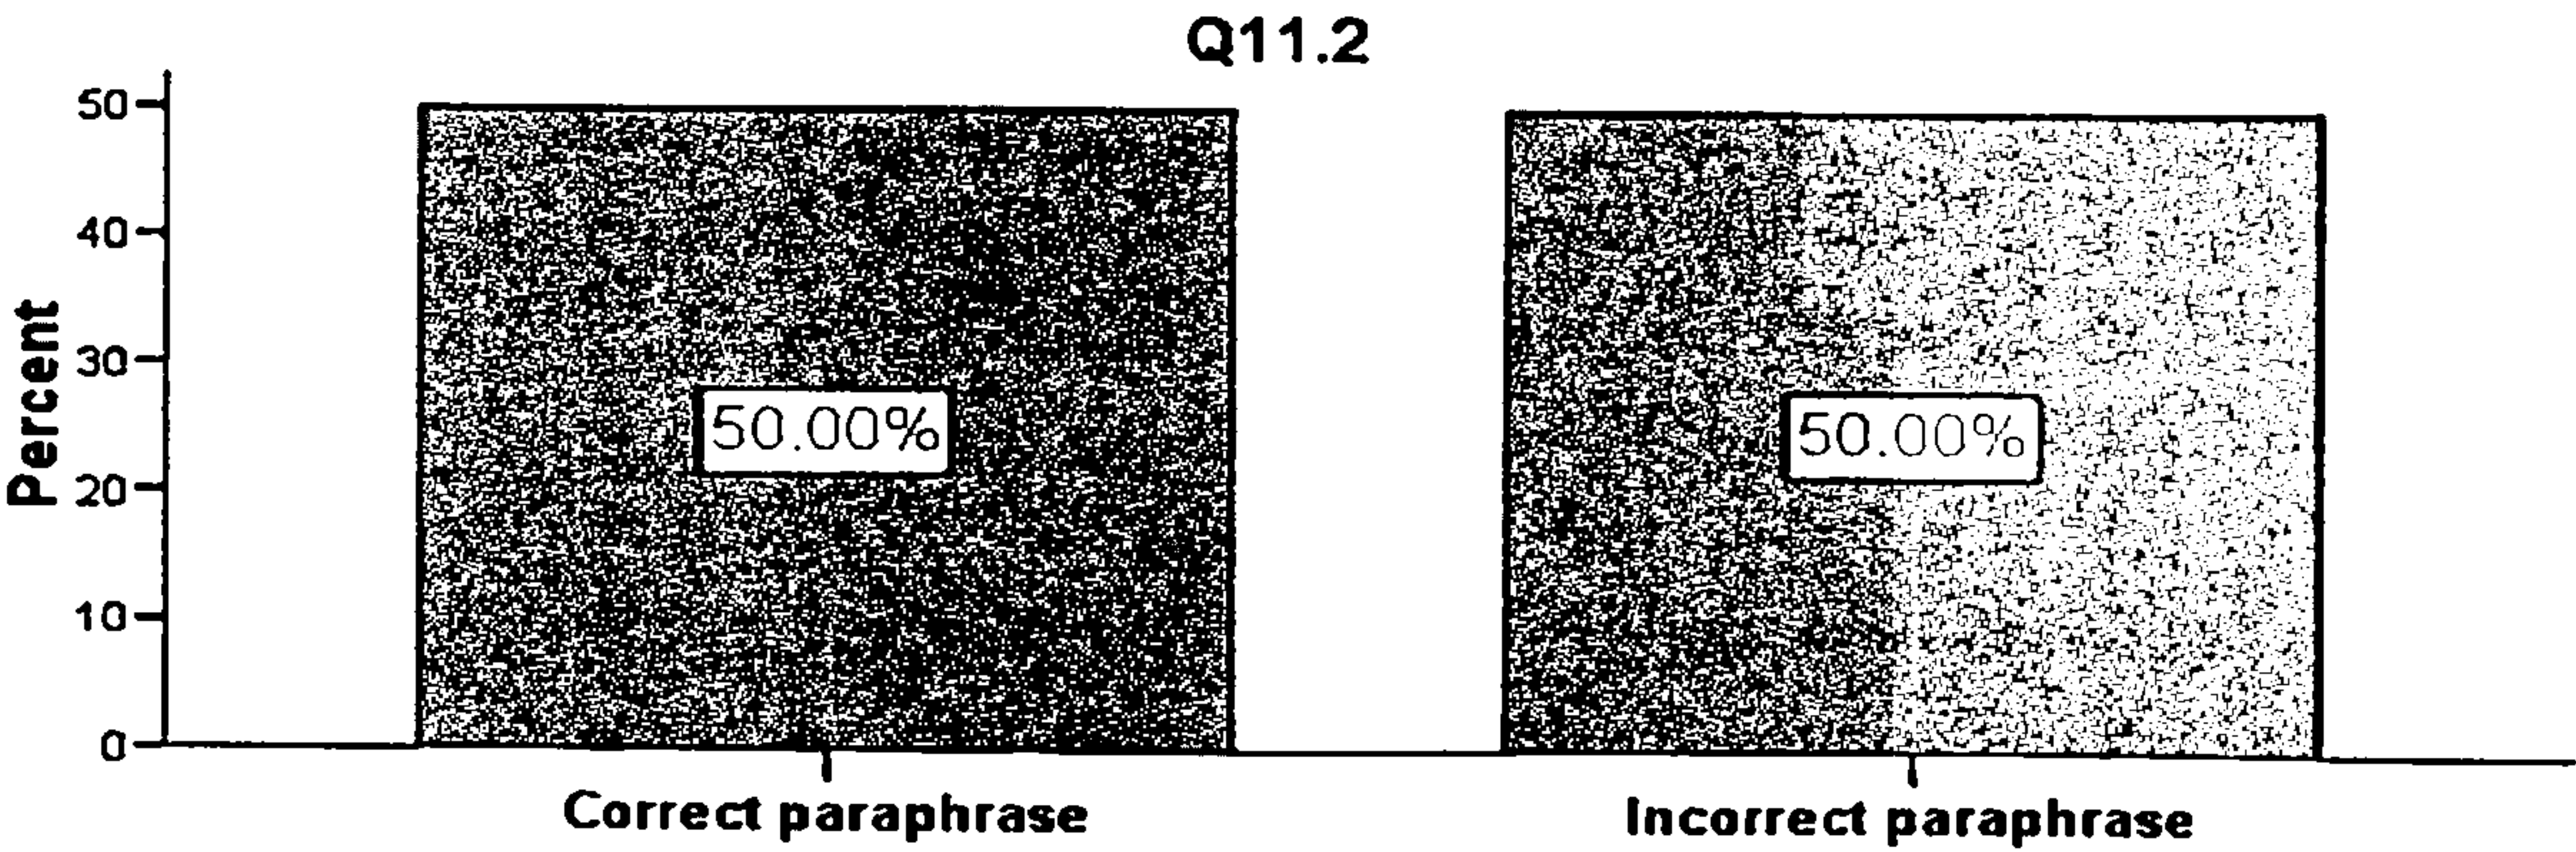 Q11.2
Percent
50
40
30
20
10
0
50.00%
50.00%
Correct paraphrase
Incorrect paraphrase